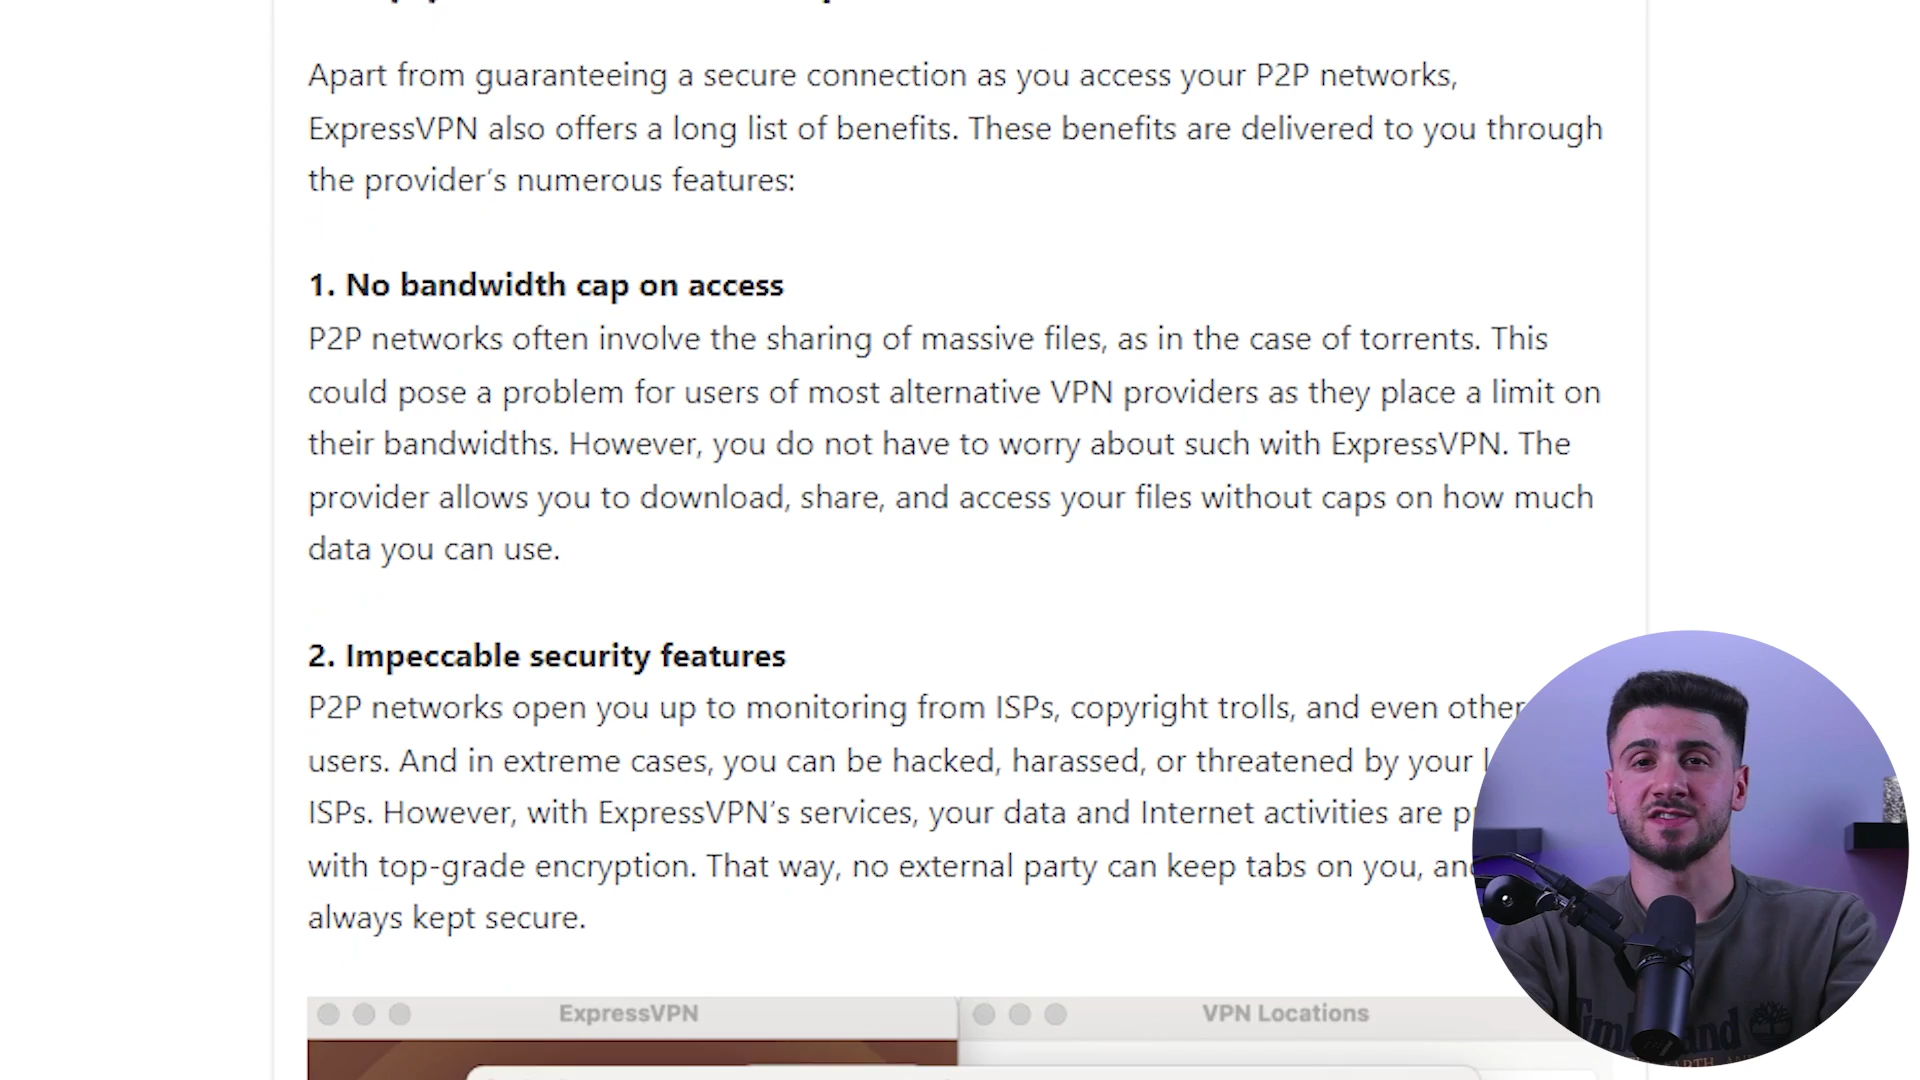 Apart from guaranteeing a secure connection as you access your P2P networks,
ExpressVPN also offers a long list of benefits. These benefits are delivered to you through
the provider's numerous features:
1. No bandwidth cap on access
P2P networks often involve the sharing of massive files, as in the case of torrents. This
could pose a problem for users of most alternative VPN providers as they place a limit on
their bandwidths. However, you do not have to worry about such with ExpressVPN. The
provider allows you to download, share, and access your files without caps on how much
data you can use.
2. Impeccable security features
P2P networks open you up to monitoring from ISPs, copyright trolls, and even other
users. And in extreme cases, you can be hacked, harassed, or threatened by your
ISPs. However, with ExpressVPN's services, your data and Internet activities are
with top-grade encryption. That way, no external party can keep tabs on you,
always kept secure.
ExpressVPN
VPN Locations